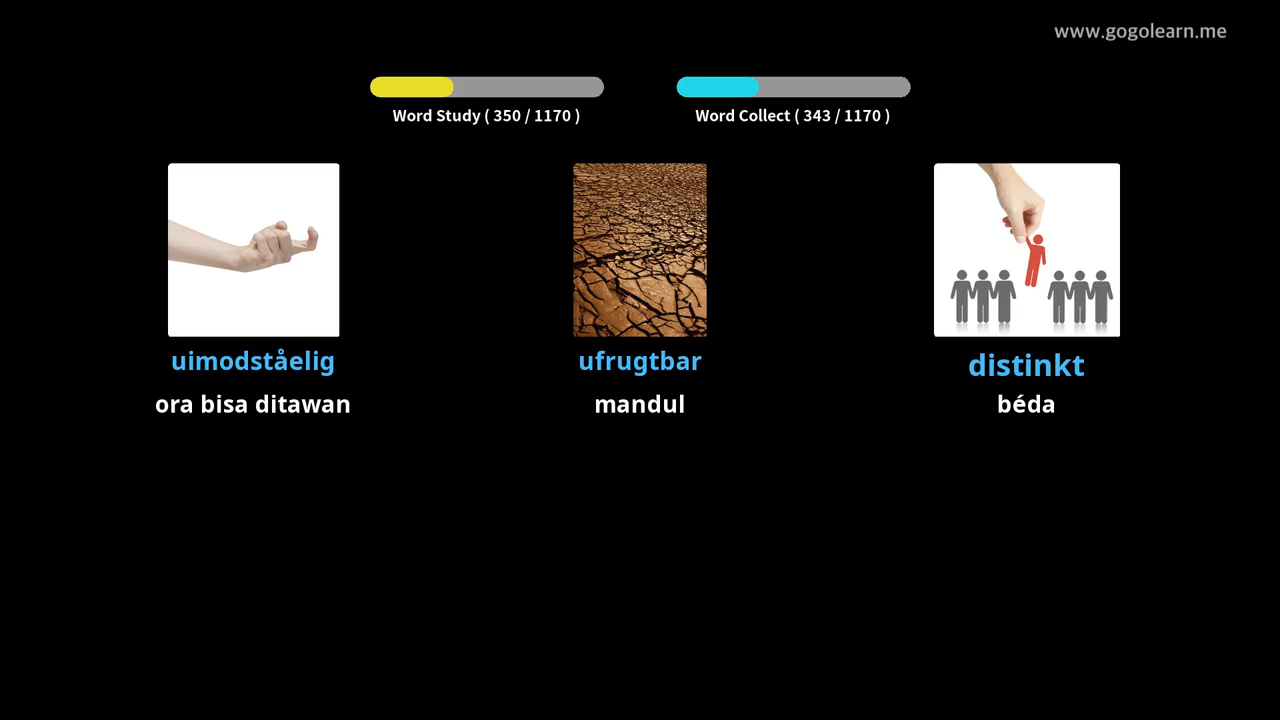 www.gogolearn.me
Word Study ( 350 / 1170 )
Word Collect ( 343 / 1170 )
uimodståelig
ora bisa ditawan
ufrugtbar
mandul
distinkt
béda